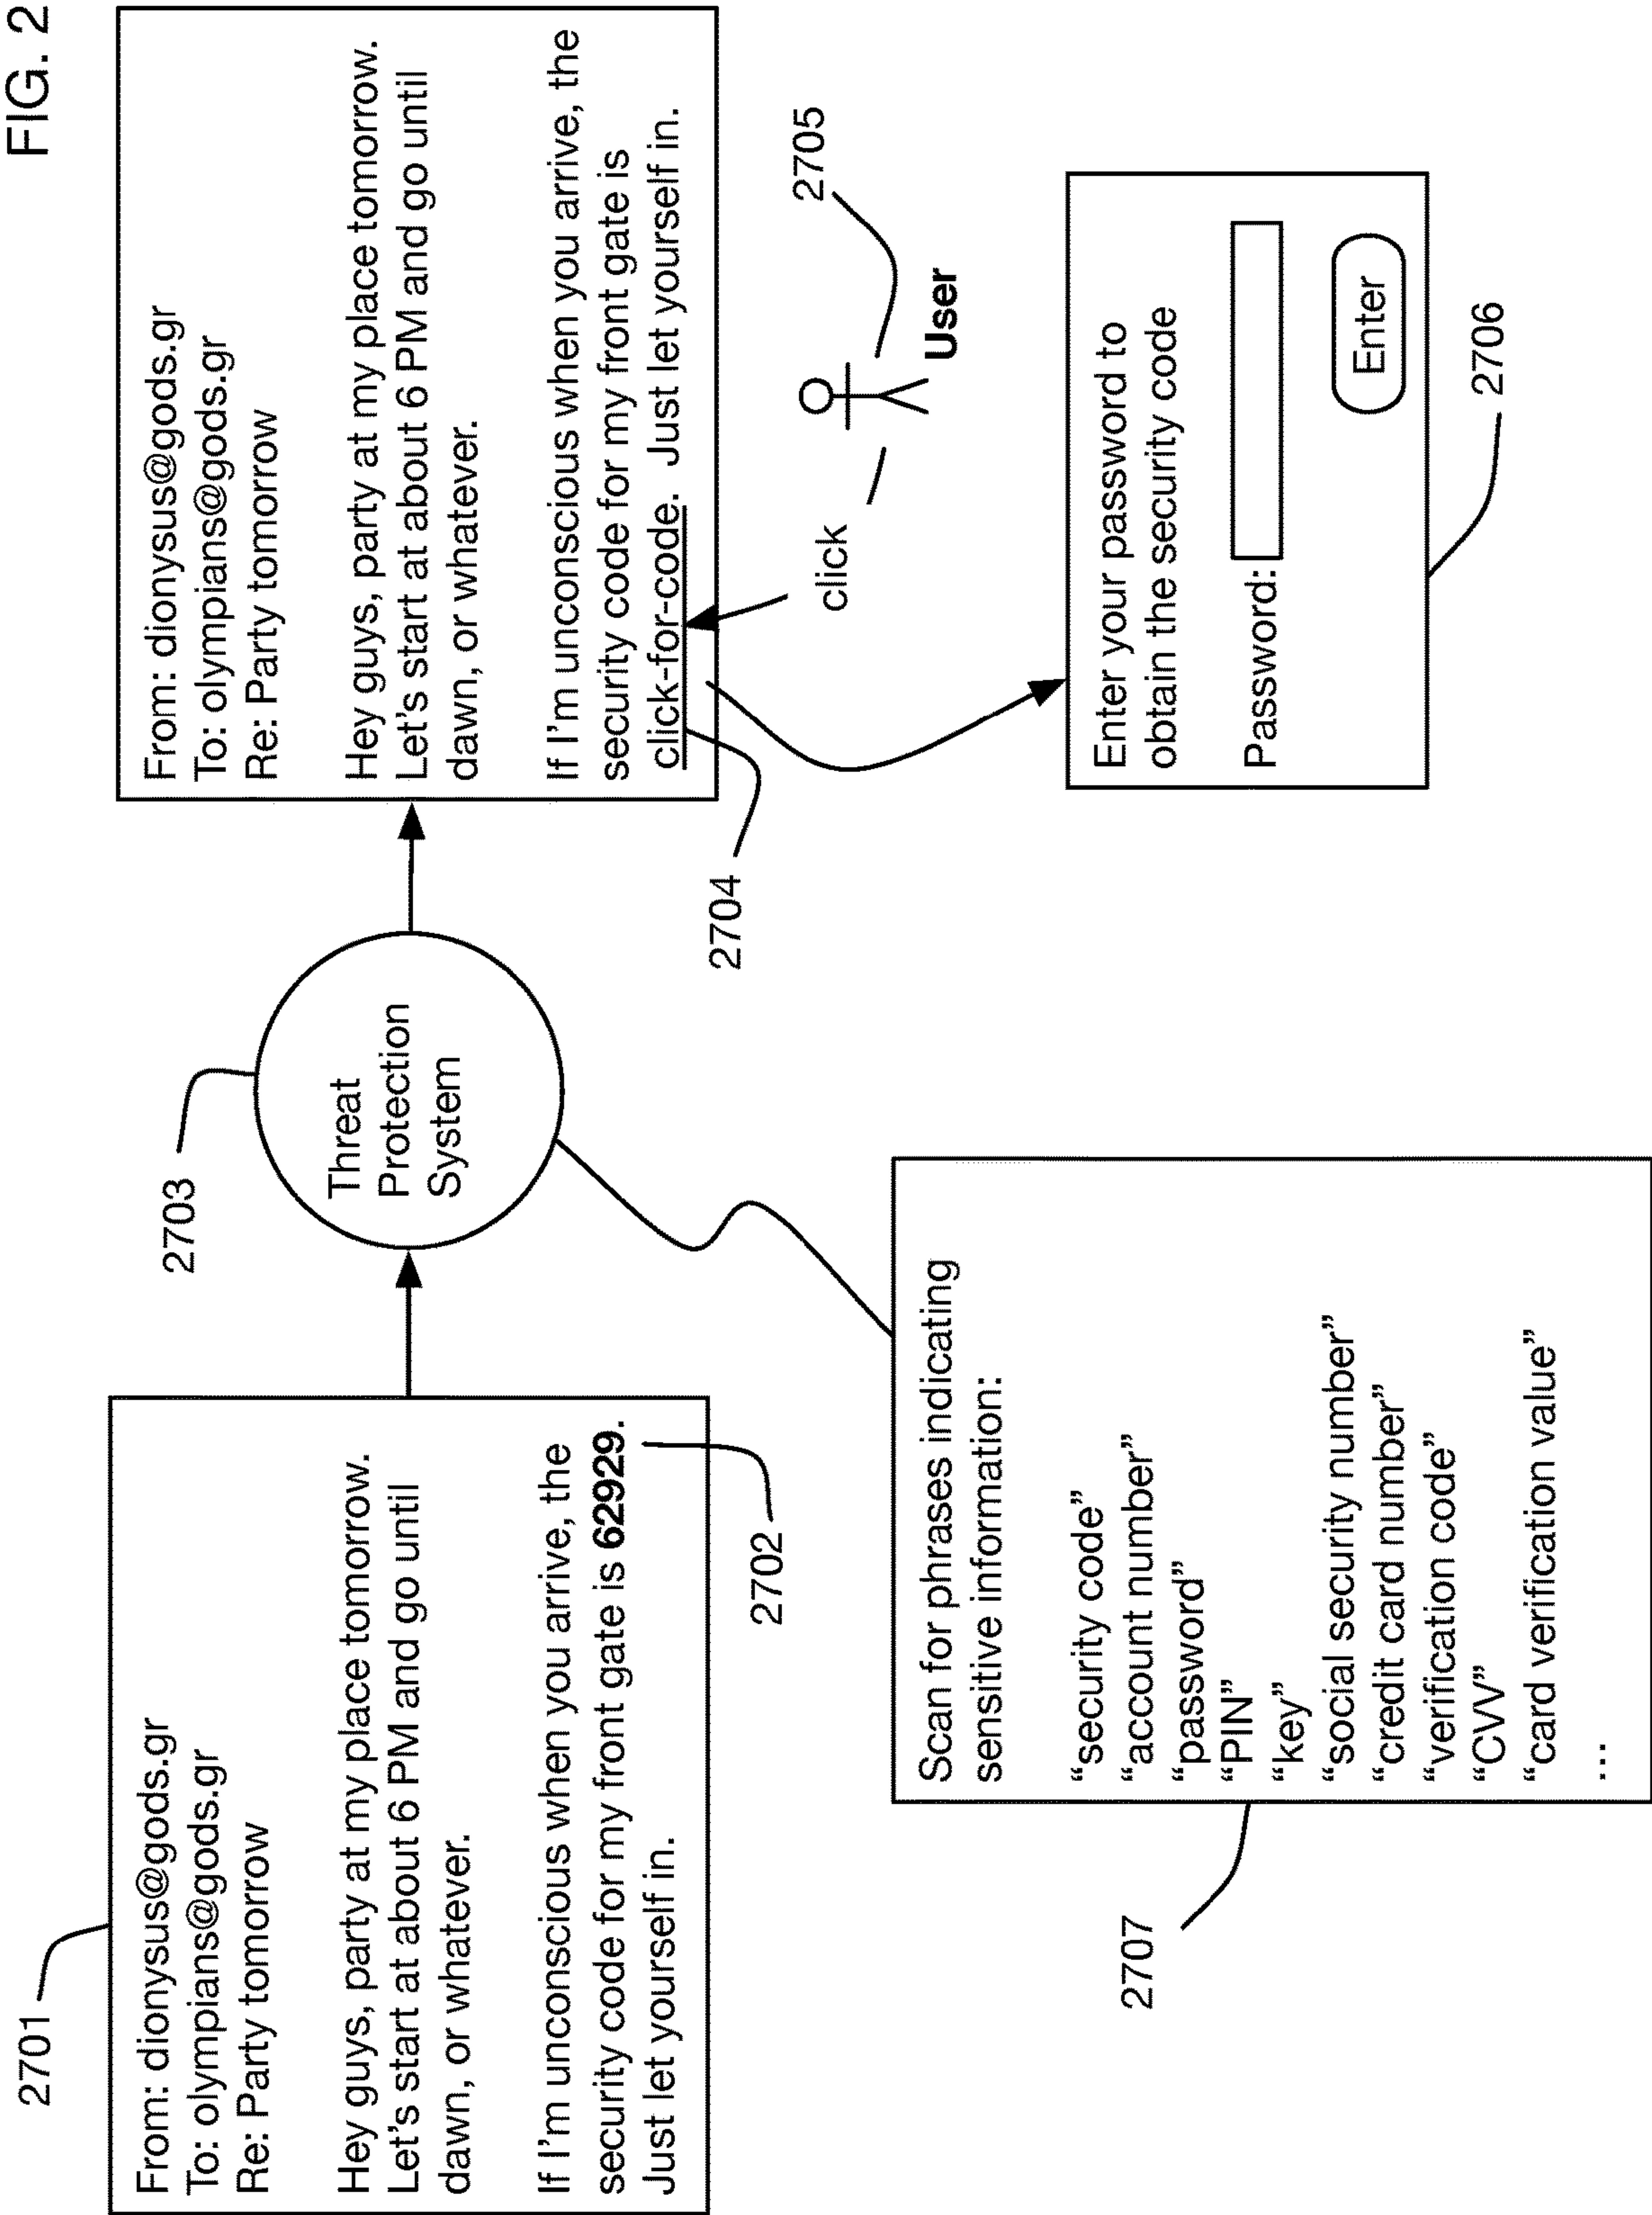 FIG. 2
2701
From: dionysus@gods.gr
To: olympians@gods.gr
Re: Party tomorrow
Hey guys, party at my place tomorrow.
Let's start at about 6 PM and go until
dawn, or whatever.
If I'm unconscious when you arrive, the
security code for my front gate is 62929.
Just let yourself in.
2702
2703
Threat
Protection
System
From: dionysus@gods.gr
To: olympians@gods.gr
Re: Party tomorrow
Hey guys, party at my place tomorrow.
Let's start at about 6 PM and go until
dawn, or whatever.
If I'm unconscious when you arrive, the
security code for my front gate is
click-for-code. Just let yourself in.
2704
click
User
2705
2707
Scan for phrases indicating
sensitive information:
“security code”
“account number”
“password”
“PIN”
“key”
“social security number”
“credit card number”
“verification code”
“CVV”
“card verification value”
...
Enter your password to
obtain the security code
Password:
Enter
2706